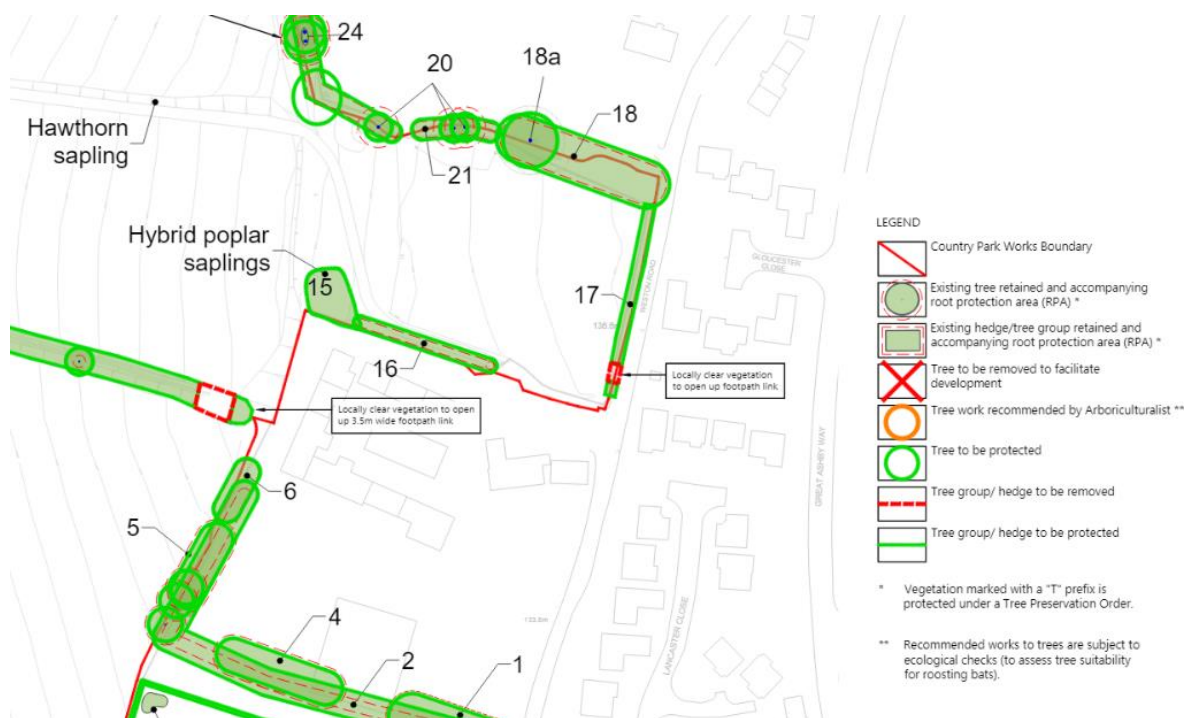 24
20
18a
18
Hawthorn
sapling
21
Hybrid poplar
saplings
15
GLOUCESTER
CLOSE
PRESTON ROAD
17
16
Locally clear vegetation
to open up footpath link
Locally clear vegetation to open
up 3.5m wide footpath link
6
5
GREAT ASHBY WAY
LANCASTER CLOSE
4
2
1
LEGEND
Country Park Works Boundary
Existing tree retained and accompanying
root protection area (RPA) *
Existing hedge/tree group retained and
accompanying root protection area (RPA) *
Tree to be removed to facilitate
development
Tree work recommended by Arboriculturalist **
Tree to be protected
Tree group/ hedge to be removed
Tree group/ hedge to be protected
* Vegetation marked with a "T" prefix is
protected under a Tree Preservation Order.
** Recommended works to trees are subject to
ecological checks (to assess tree suitability
for roosting bats).